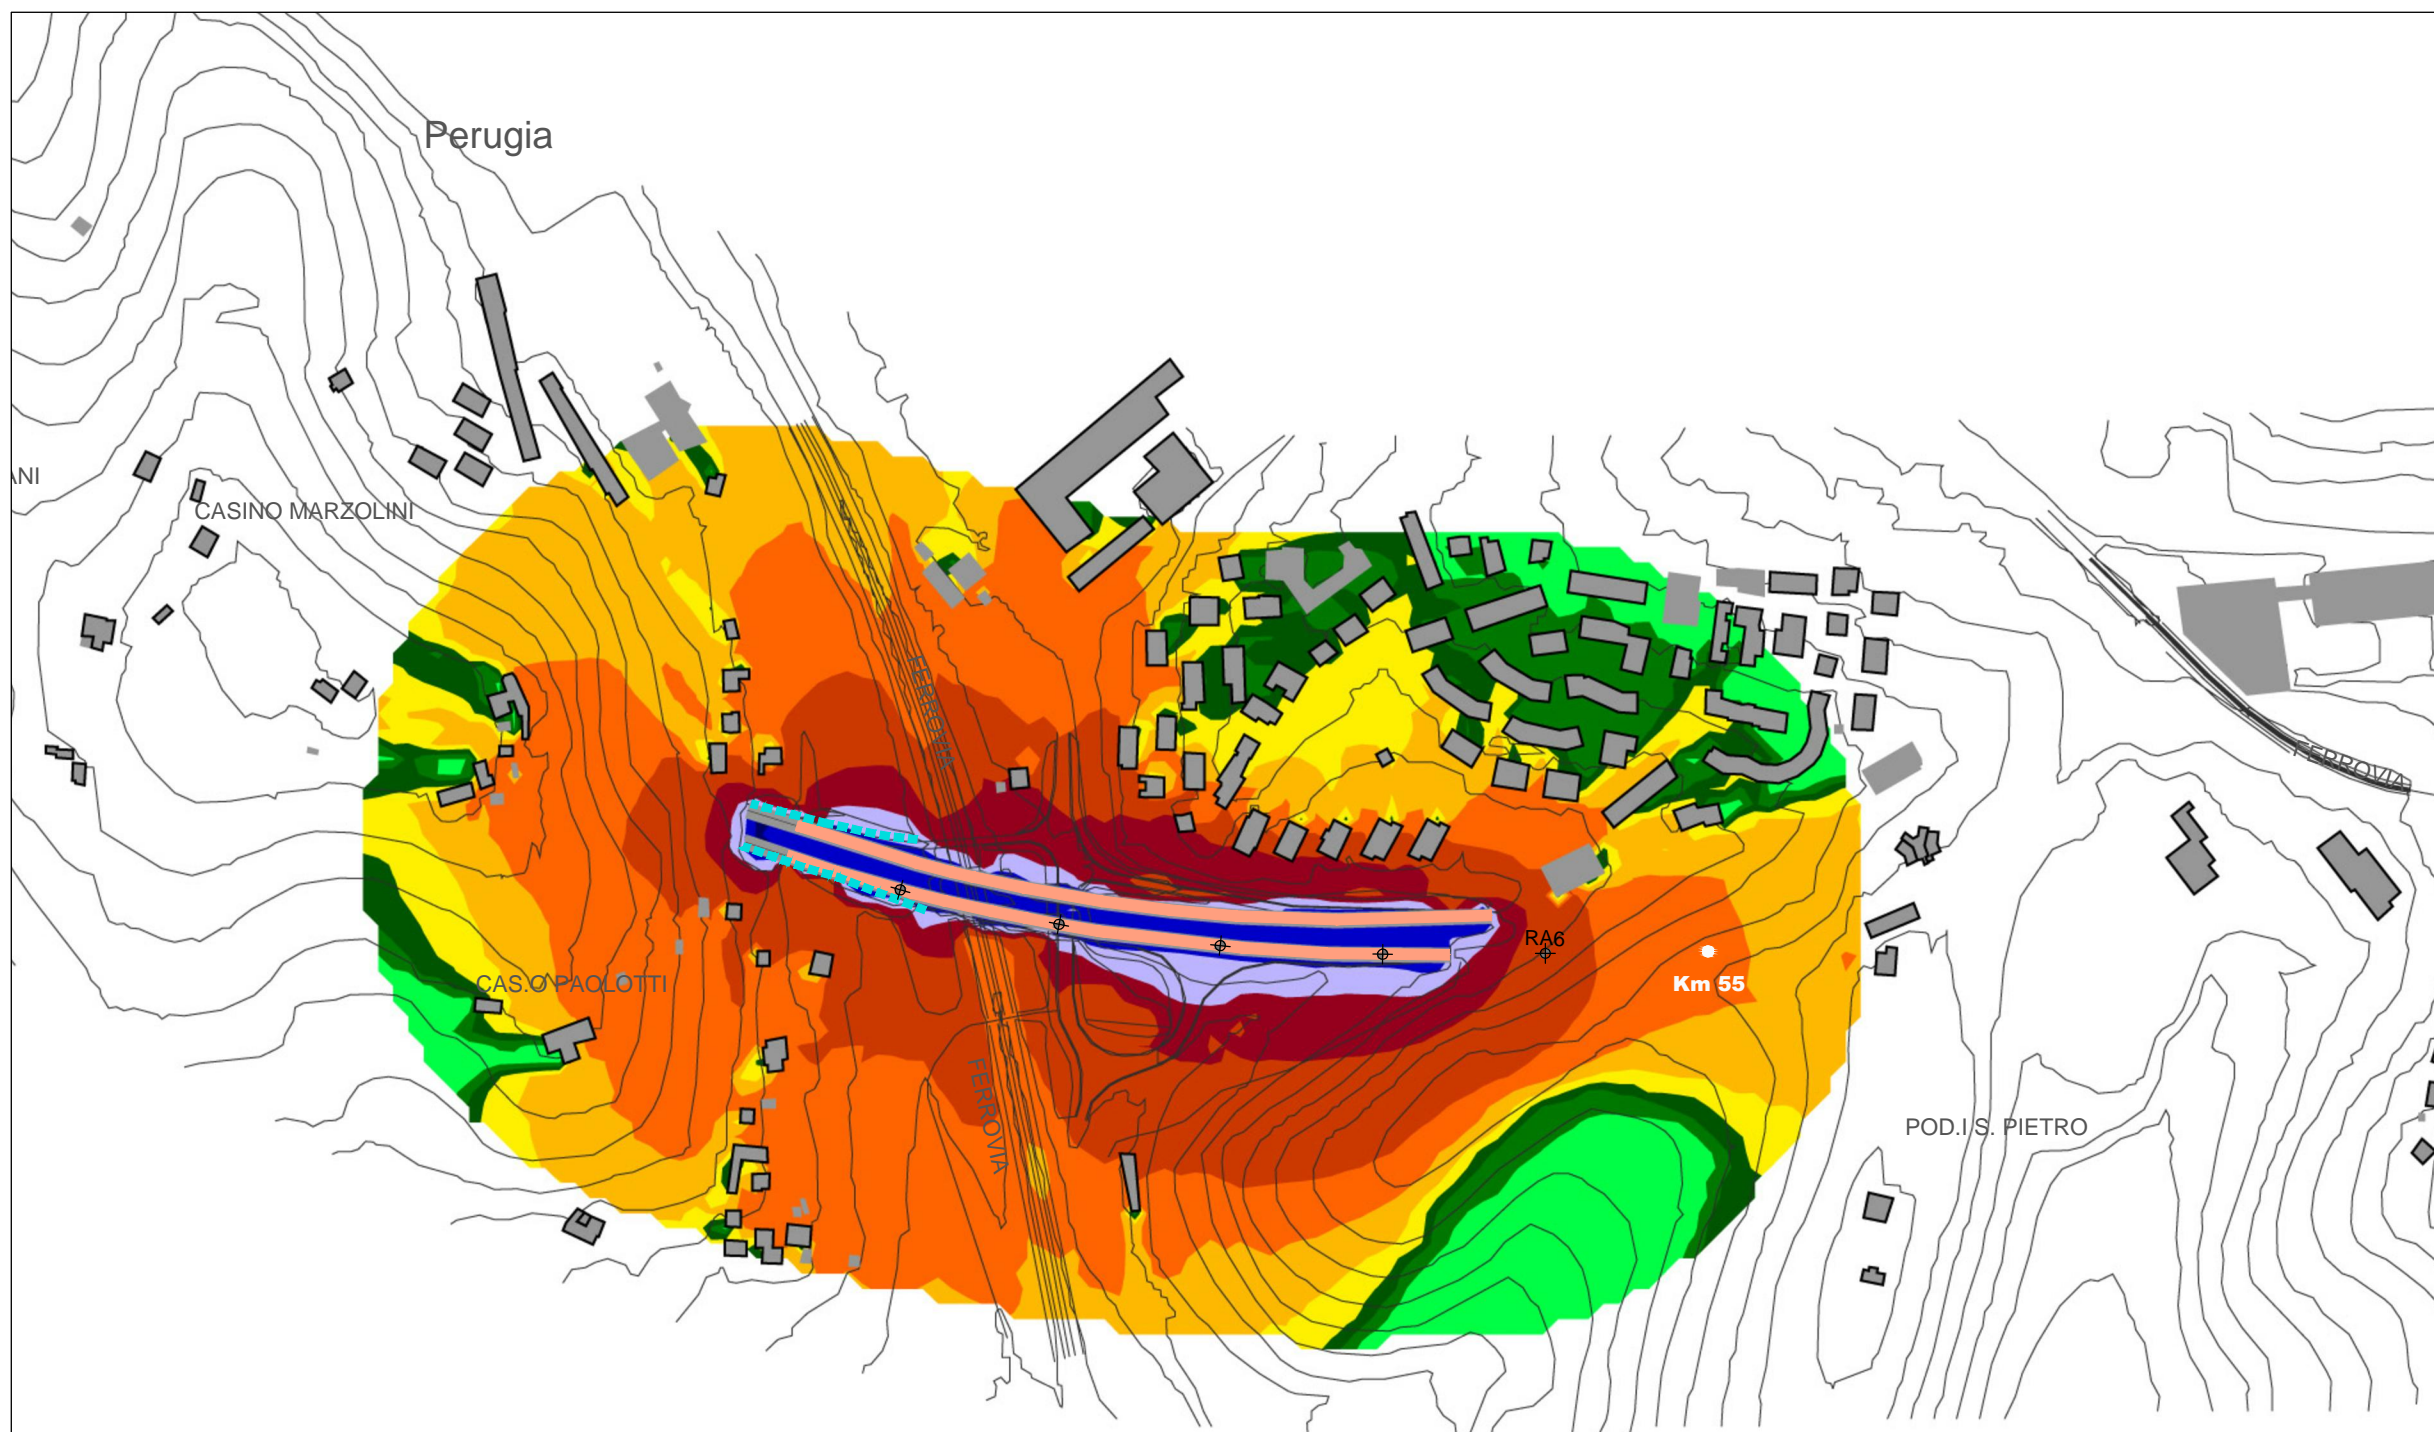 Perugia
ANI
CASINO MARZOLINI
FERROVIA
FERROVIA
RA6
CAS.O PAOLOTTI
Km 55
FERROVIA
POD.I S. PIETRO